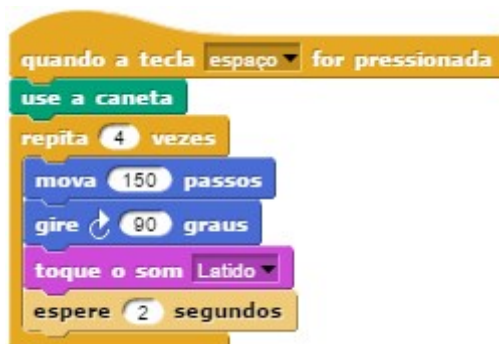 quando a tecla espaço for pressionada
use a caneta
repita 4 vezes
mova 150 passos
gire 90 graus
toque o som Latido
espere 2 segundos